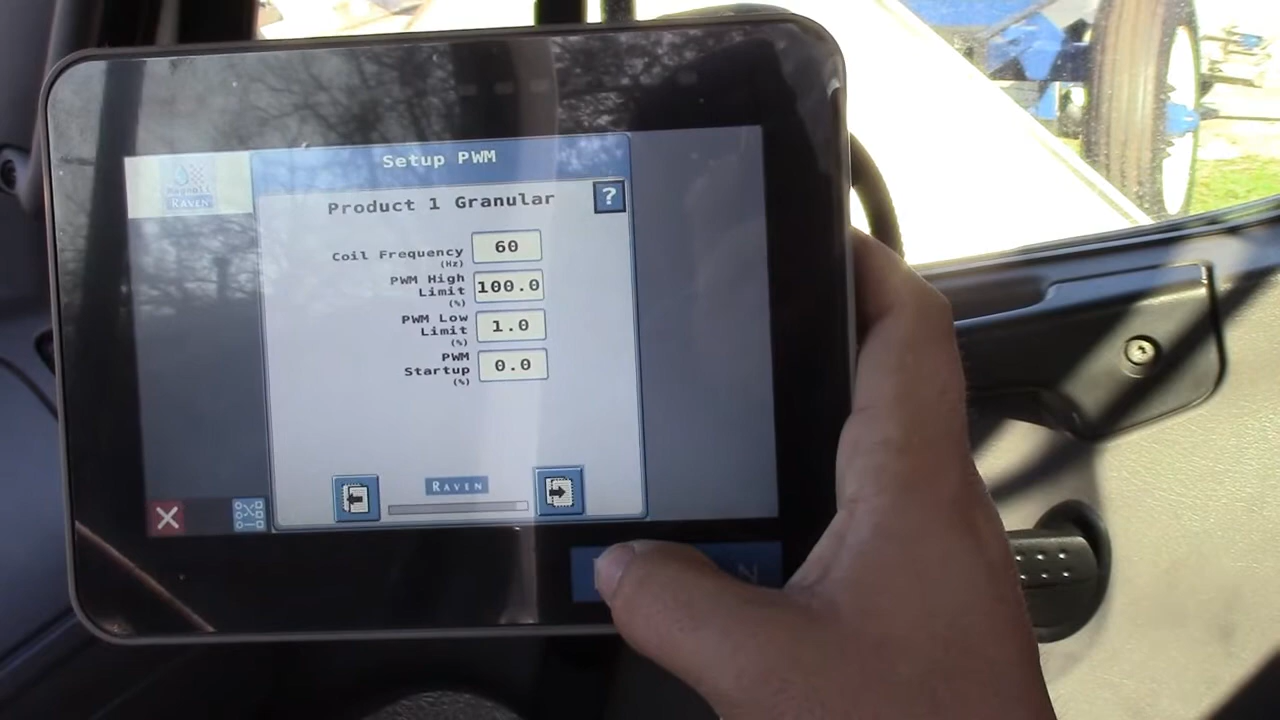 Setup PWM
RAVEN
Product 1 Granular
?
Coil Frequency
(Hz)
60
PWM High
Limit
(%)
100.0
PWM Low
Limit
(%)
1.0
PWM
Startup
(%)
0.0
RAVEN